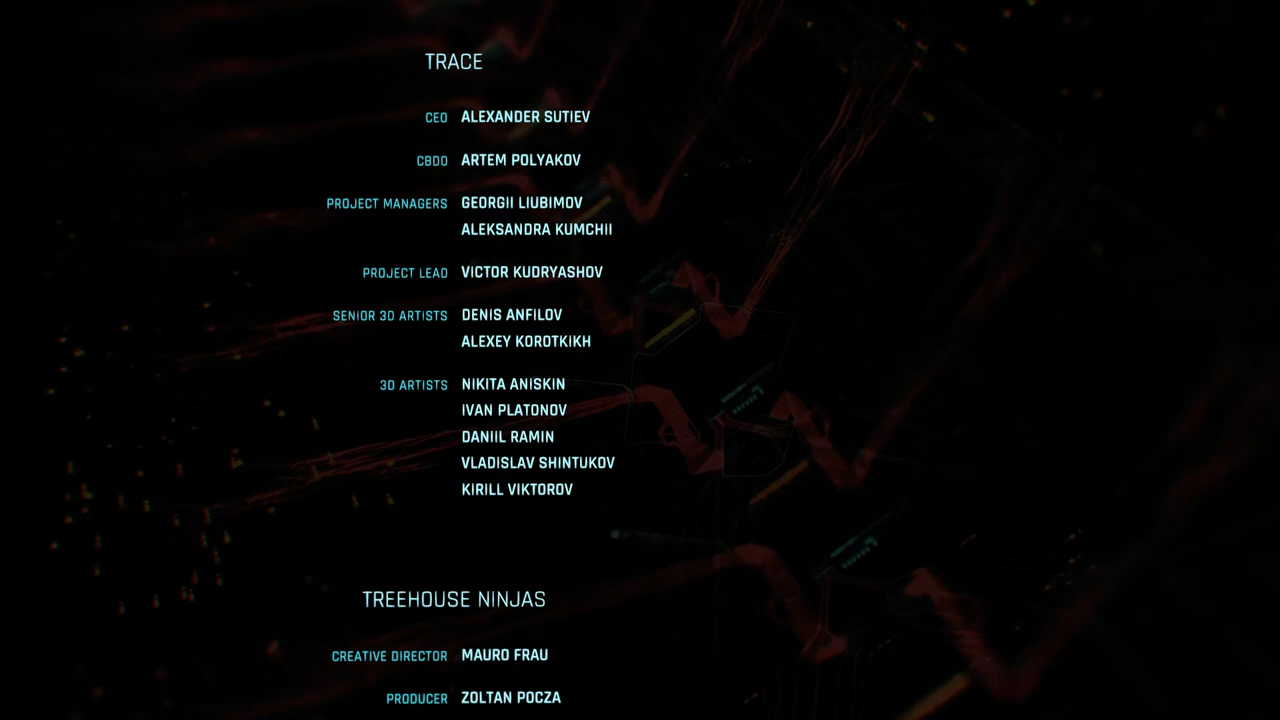 TRACE
CEO ALEXANDER SUTIEV
CBDO ARTEM POLYAKOV
PROJECT MANAGERS GEORGII LIUBIMOV
ALEKSANDRA KUMCHII
PROJECT LEAD VICTOR KUDRYASHOV
SENIOR 3D ARTISTS DENIS ANFILOV
ALEXEY KOROTKIKH
3D ARTISTS NIKITA ANISKIN
IVAN PLATONOV
DANIIL RAMIN
VLADISLAV SHINTUKOV
KIRILL VIKTOROV
TREEHOUSE NINJAS
CREATIVE DIRECTOR MAURO FRAU
PRODUCER ZOLTAN POCZA